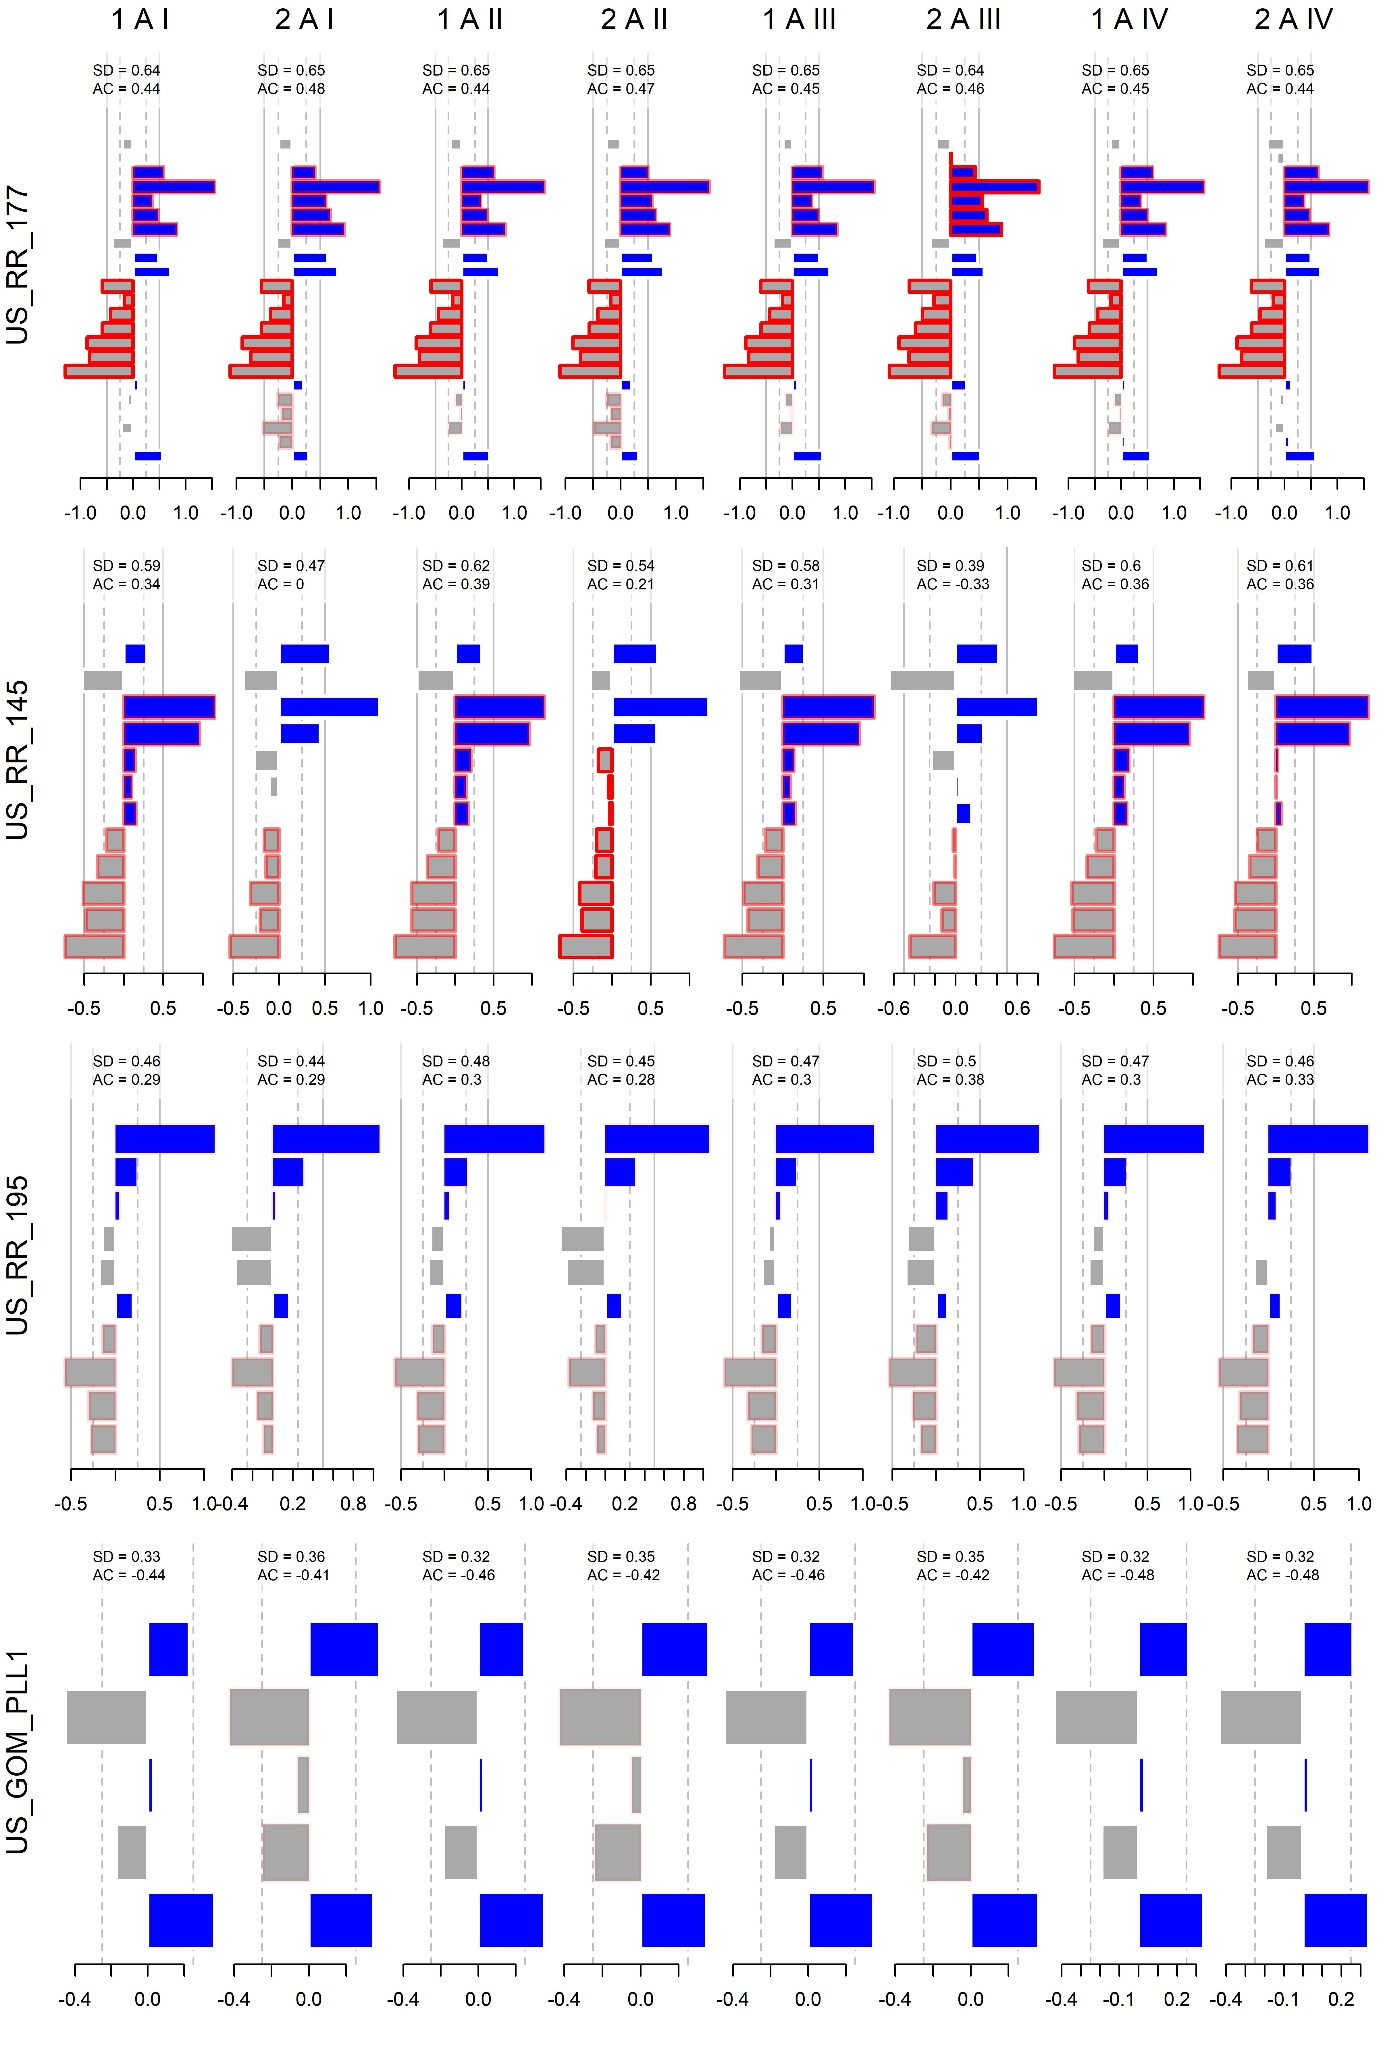 1 A I 2 A I 1 A II 2 A II 1 A III 2 A III 1 A IV 2 A IV
US_RR_177
SD = 0.64 SD = 0.65 SD = 0.65 SD = 0.65 SD = 0.65 SD = 0.64 SD = 0.65 SD = 0.65
AC = 0.44 AC = 0.48 AC = 0.44 AC = 0.47 AC = 0.45 AC = 0.46 AC = 0.45 AC = 0.44
-1.0 0.0 1.0 -1.0 0.0 1.0 -1.0 0.0 1.0 -1.0 0.0 1.0 -1.0 0.0 1.0 -1.0 0.0 1.0 -1.0 0.0 1.0 -1.0 0.0 1.0
US_RR_145
SD = 0.59 SD = 0.47 SD = 0.62 SD = 0.54 SD = 0.58 SD = 0.39 SD = 0.6 SD = 0.61
AC = 0.34 AC = 0 AC = 0.39 AC = 0.21 AC = 0.31 AC = -0.33 AC = 0.36 AC = 0.36
-0.5 0.5 -0.5 0.0 0.5 1.0 -0.5 0.5 -0.5 0.5 -0.5 0.5 -0.6 0.0 0.6 -0.5 0.5 -0.5 0.5
US_RR_195
SD = 0.46 SD = 0.44 SD = 0.48 SD = 0.45 SD = 0.47 SD = 0.5 SD = 0.47 SD = 0.46
AC = 0.29 AC = 0.29 AC = 0.3 AC = 0.28 AC = 0.3 AC = 0.38 AC = 0.3 AC = 0.33
-0.5 0.5 1.0 -0.4 0.2 0.8 -0.5 0.5 1.0 -0.4 0.2 0.8 -0.5 0.5 1.0 -0.5 0.5 1.0 -0.5 0.5 1.0 -0.5 0.5 1.0
US_GOM_PLL1
SD = 0.33 SD = 0.36 SD = 0.32 SD = 0.35 SD = 0.32 SD = 0.35 SD = 0.32 SD = 0.32
AC = -0.44 AC = -0.41 AC = -0.46 AC = -0.42 AC = -0.46 AC = -0.42 AC = -0.48 AC = -0.48
-0.4 0.0 -0.4 0.0 -0.4 0.0 -0.4 0.0 -0.4 0.0 -0.4 0.0 -0.4 -0.1 0.2 -0.4 -0.1 0.2